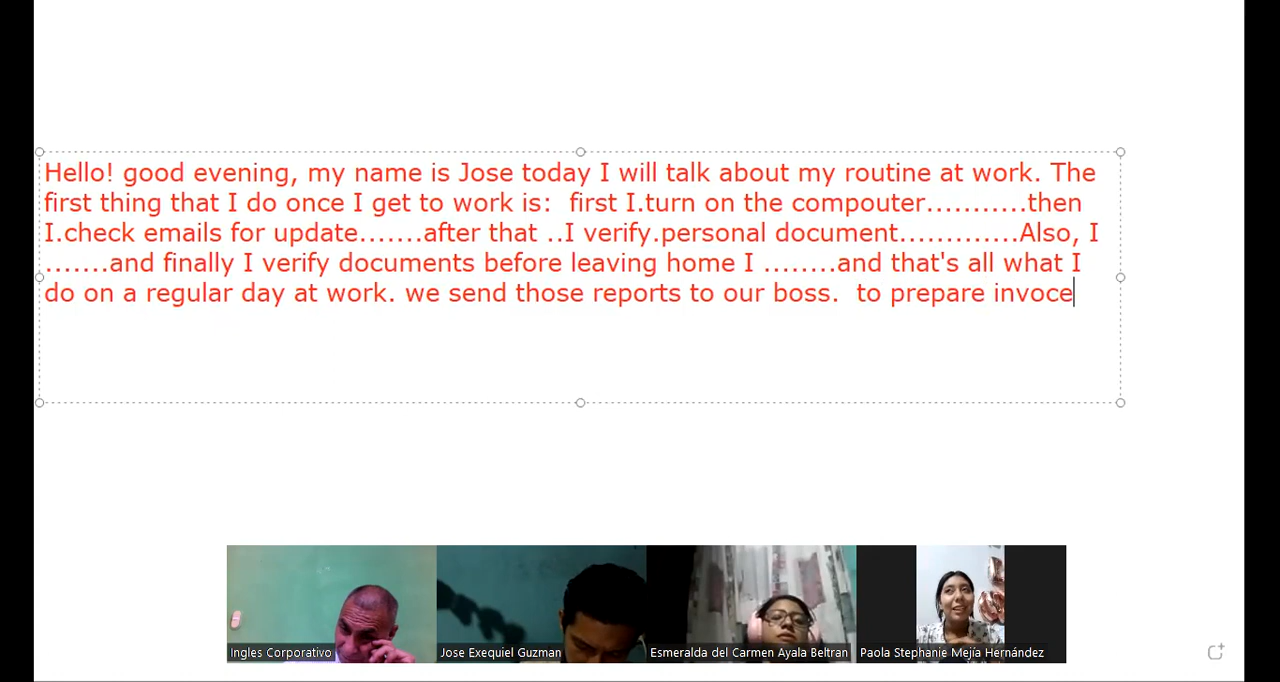 Hello! good evening, my name is Jose today I will talk about my routine at work. The
first thing that I do once I get to work is:  first I.turn on the compouter...........then
I.check emails for update.......after that ..I verify.personal document.............Also, I
.......and finally I verify documents before leaving home I ........and that's all what I
do on a regular day at work. we send those reports to our boss.  to prepare invoce
Ingles Corporativo
Jose Exequiel Guzman
Esmeralda del Carmen Ayala Beltran
Paola Stephanie Mejía Hernández